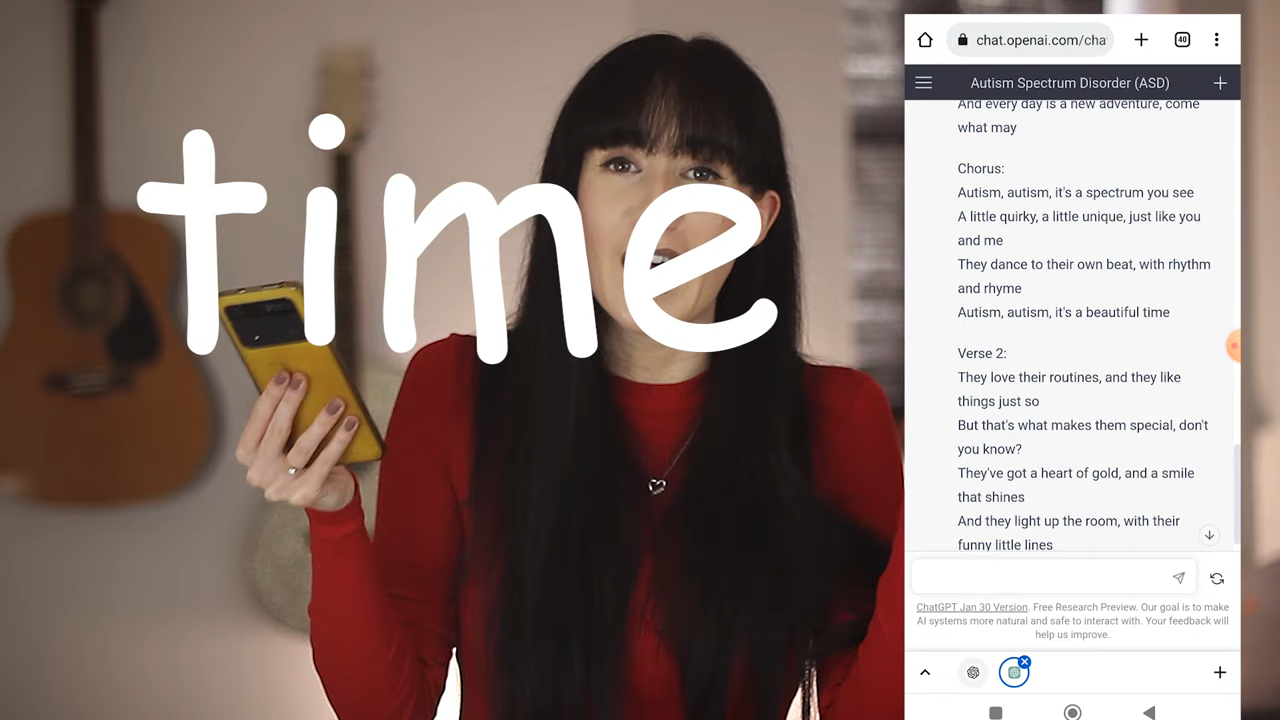 time
40
chat.openai.com/cha
Autism Spectrum Disorder (ASD)
And every day is a new adventure, come
what may
Chorus:
Autism, autism, it's a spectrum you see
A little quirky, a little unique, just like you
and me
They dance to their own beat, with rhythm
and rhyme
Autism, autism, it's a beautiful time
Verse 2:
They love their routines, and they like
things just so
But that's what makes them special, don't
you know?
They've got a heart of gold, and a smile
that shines
And they light up the room, with their
funny little lines
ChatGPT Jan 30 Version. Free Research Preview. Our goal is to make
AI systems more natural and safe to interact with. Your feedback will
help us improve.